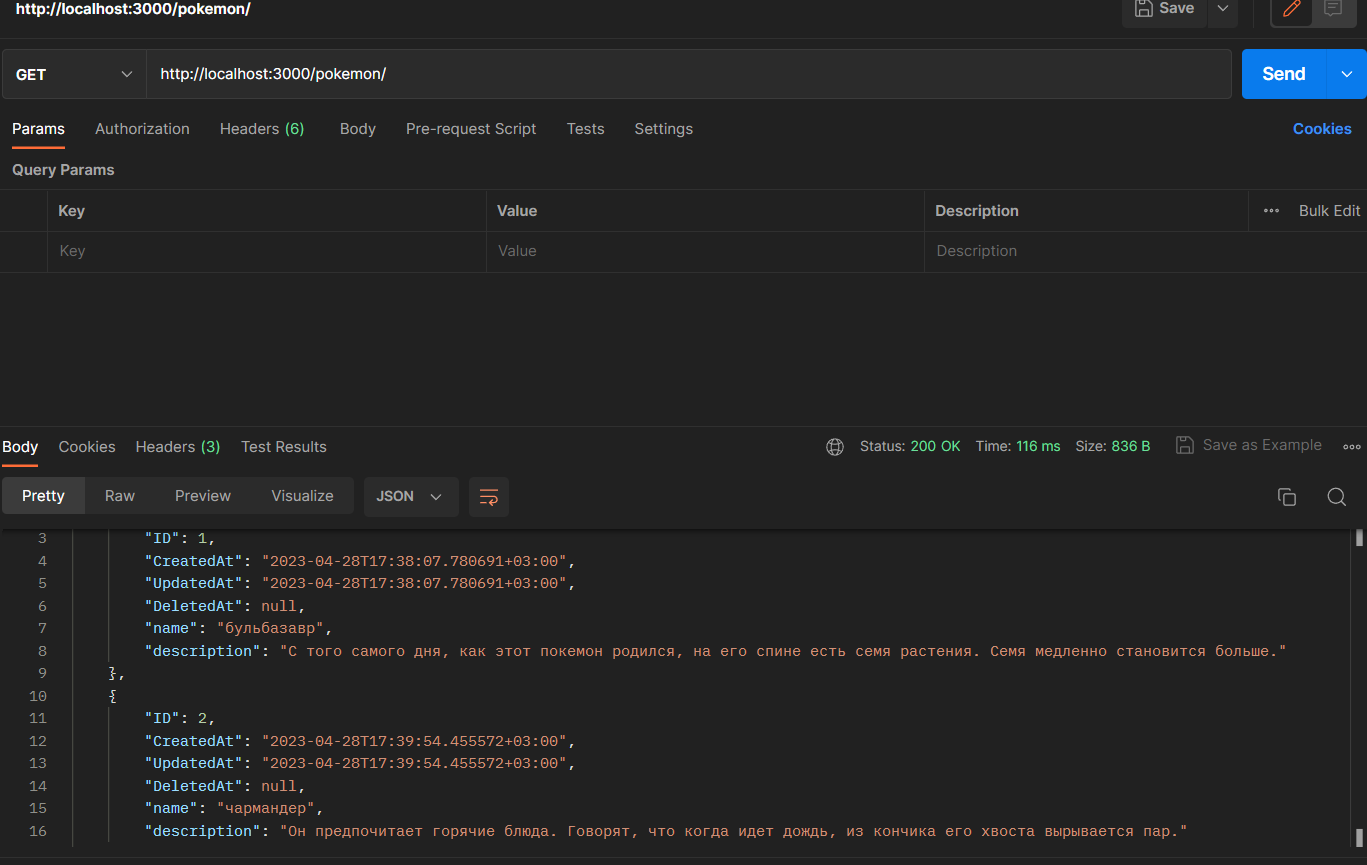 http://localhost:3000/pokemon/
Save
GET
http://localhost:3000/pokemon/
Send
Params Authorization Headers (6) Body Pre-request Script Tests Settings Cookies
Query Params
Key Value Description Bulk Edit
Key Value Description
Body Cookies Headers (3) Test Results Status: 200 OK Time: 116 ms Size: 836 B Save as Example
Pretty Raw Preview Visualize JSON
3 "ID": 1,
4 "CreatedAt": "2023-04-28T17:38:07.780691+03:00",
5 "UpdatedAt": "2023-04-28T17:38:07.780691+03:00",
6 "DeletedAt": null,
7 "name": "бульбазавр",
8 "description": "С того самого дня, как этот покемон родился, на его спине есть семя растения. Семя медленно становится больше."
9 },
10 {
11 "ID": 2,
12 "CreatedAt": "2023-04-28T17:39:54.455572+03:00",
13 "UpdatedAt": "2023-04-28T17:39:54.455572+03:00",
14 "DeletedAt": null,
15 "name": "чармандер",
16 "description": "Он предпочитает горячие блюда. Говорят, что когда идет дождь, из кончика его хвоста вырывается пар."